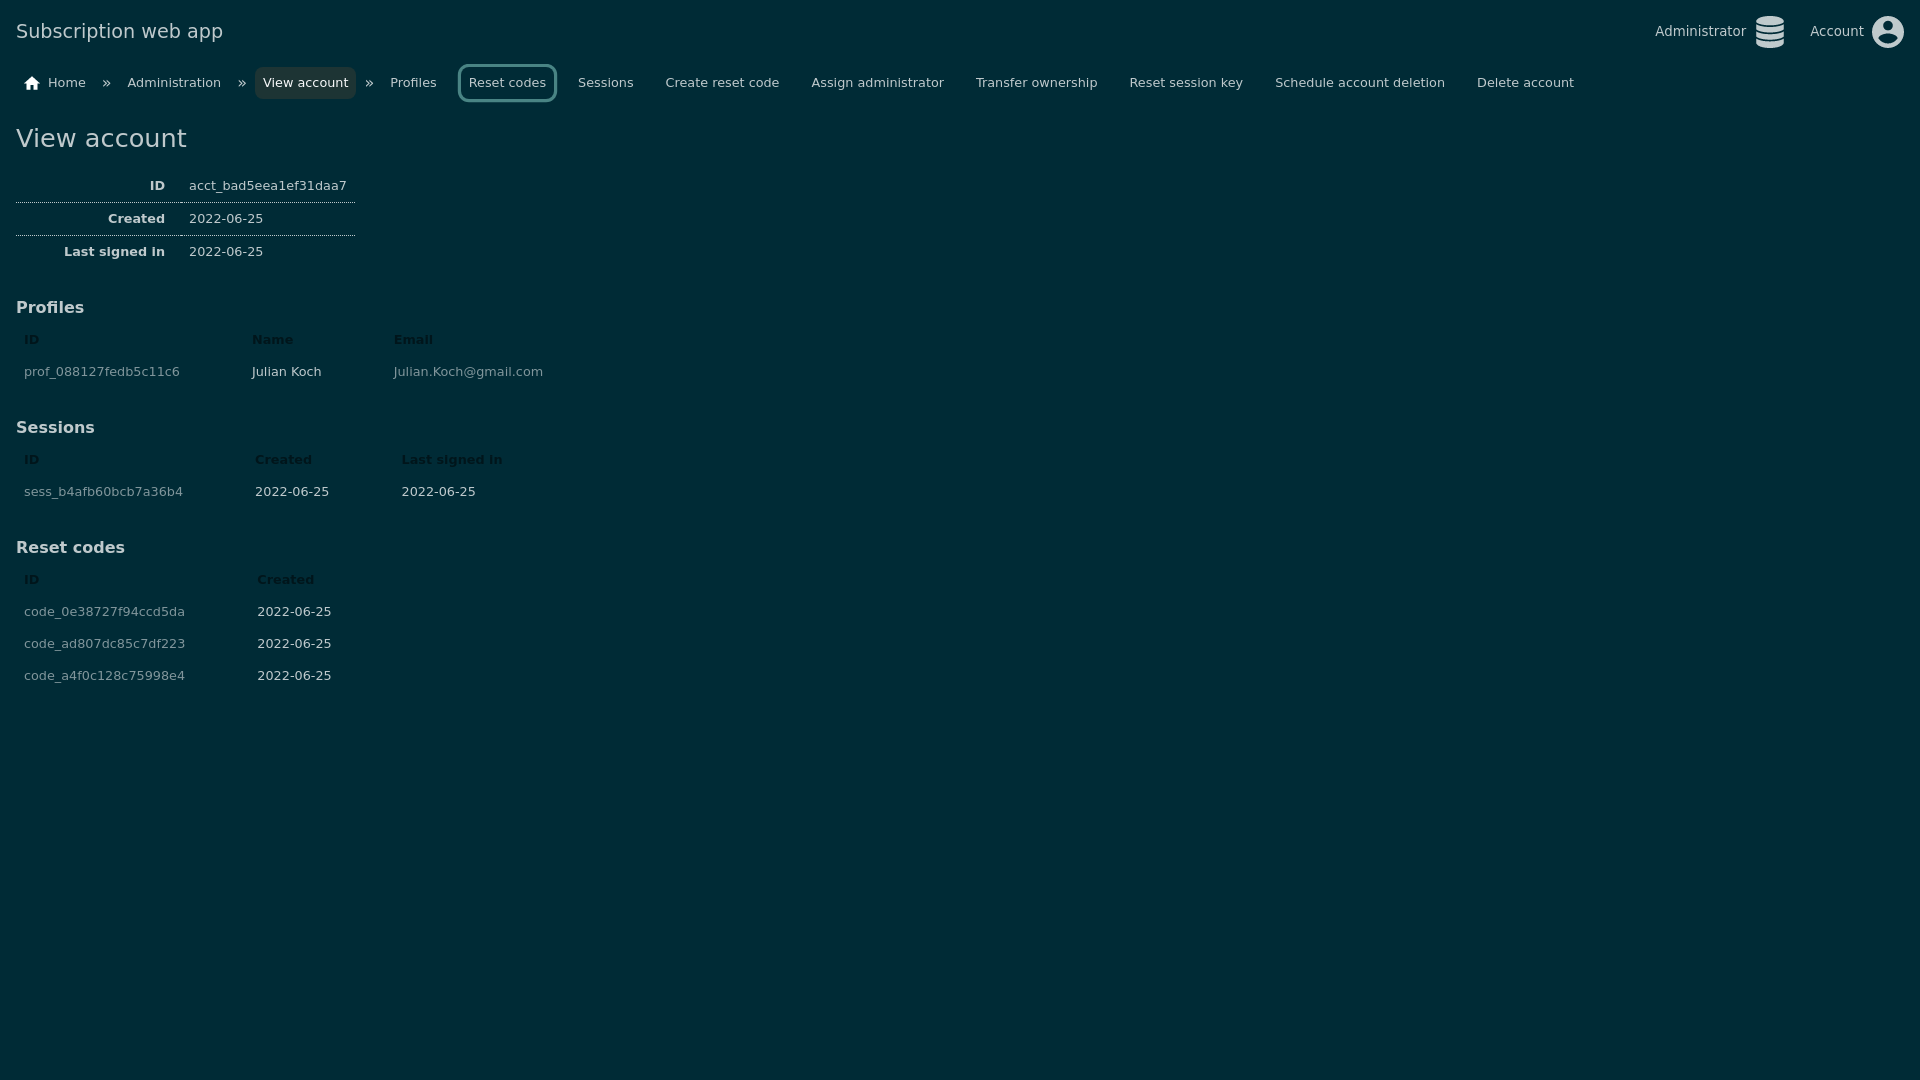 Subscription web app
Administrator Account
Home » Administration » View account » Profiles Reset codes Sessions Create reset code Assign administrator Transfer ownership Reset session key Schedule account deletion Delete account
View account
ID acct_bad5eea1ef31daa7
Created 2022-06-25
Last signed in 2022-06-25
Profiles
ID Name Email
prof_088127fedb5c11c6 Julian Koch Julian.Koch@gmail.com
Sessions
ID Created Last signed in
sess_b4afb60bcb7a36b4 2022-06-25 2022-06-25
Reset codes
ID Created
code_0e38727f94ccd5da 2022-06-25
code_ad807dc85c7df223 2022-06-25
code_a4f0c128c75998e4 2022-06-25